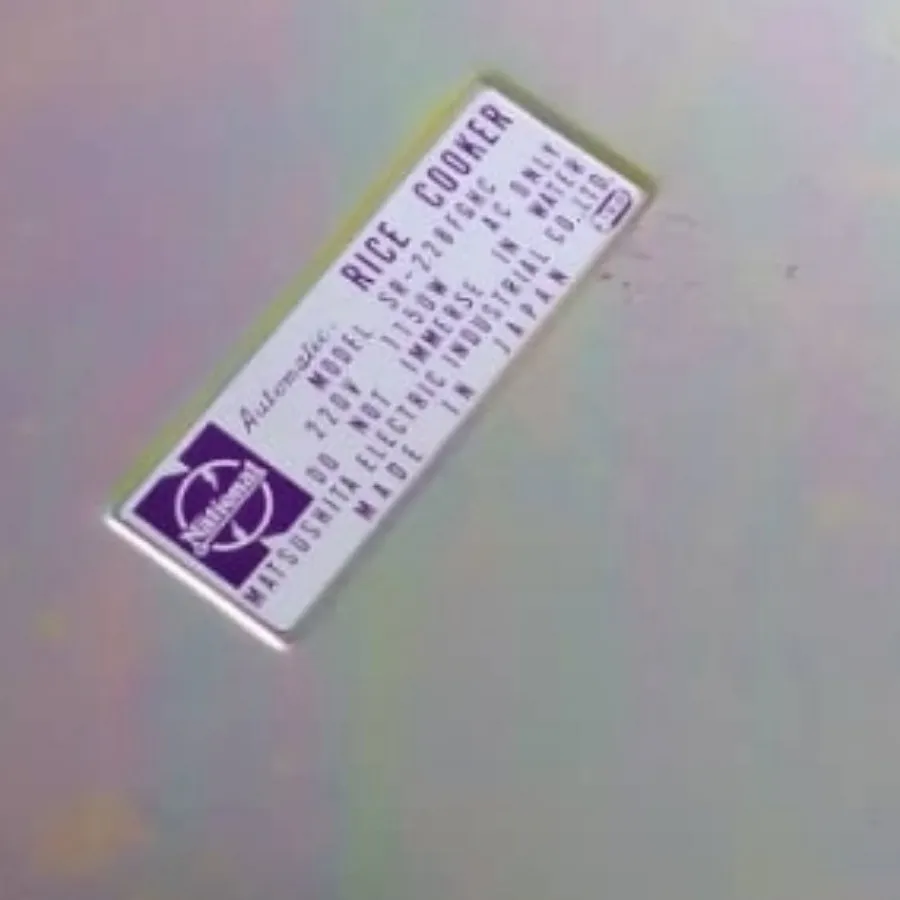 National
Automatic
RICE COOKER
MODEL SR-228FGHC
220V 1150W AC ONLY
DO NOT IMMERSE IN WATER
MATSUSHITA ELECTRIC INDUSTRIAL CO., LTD.
MADE IN JAPAN